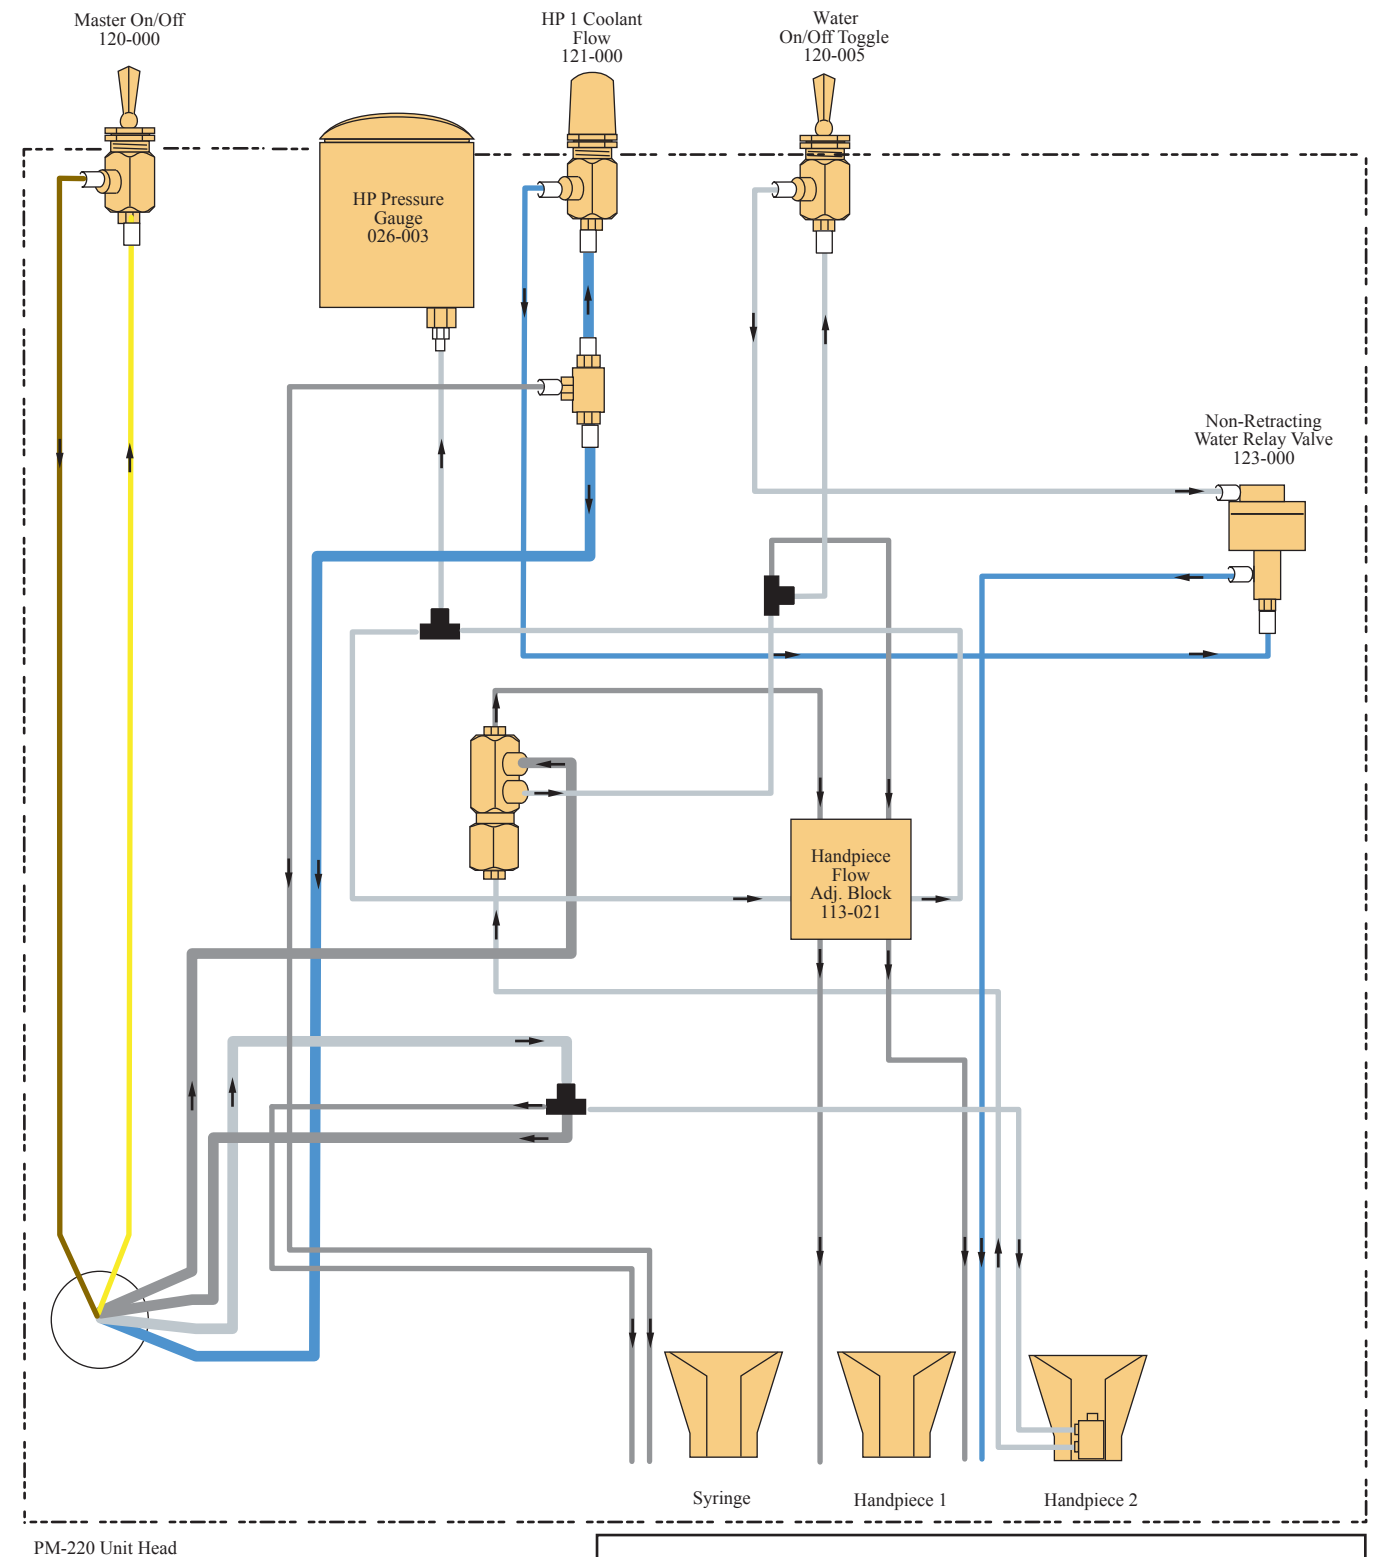 Master On/Off
120-000
HP 1 Coolant
Flow
121-000
Water
On/Off Toggle
120-005
HP Pressure
Gauge
026-003
Non-Retracting
Water Relay Valve
123-000
Handpiece
Flow
Adj. Block
113-021
Syringe
Handpiece 1
Handpiece 2
PM-220 Unit Head